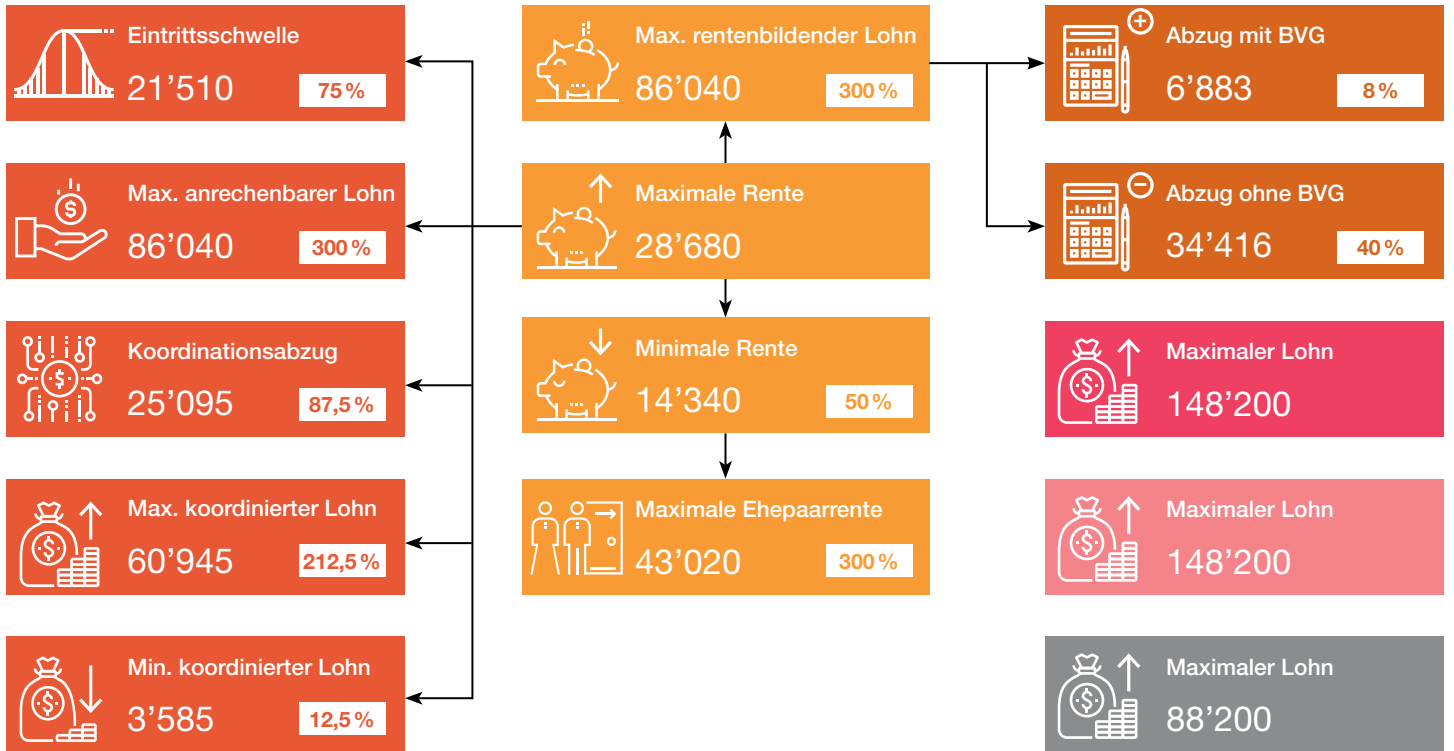 Eintrittsschwelle
21’510
75 %
Max. anrechenbarer Lohn
86’040
300 %
Koordinationsabzug
25’095
87,5 %
Max. koordinierter Lohn
60’945
212,5 %
Min. koordinierter Lohn
3’585
12,5 %
Max. rentenbildender Lohn
86’040
300 %
Maximale Rente
28’680
Minimale Rente
14’340
50 %
Maximale Ehepaarrente
43’020
300 %
Abzug mit BVG
6’883
8 %
Abzug ohne BVG
34’416
40 %
Maximaler Lohn
148’200
Maximaler Lohn
148’200
Maximaler Lohn
88’200